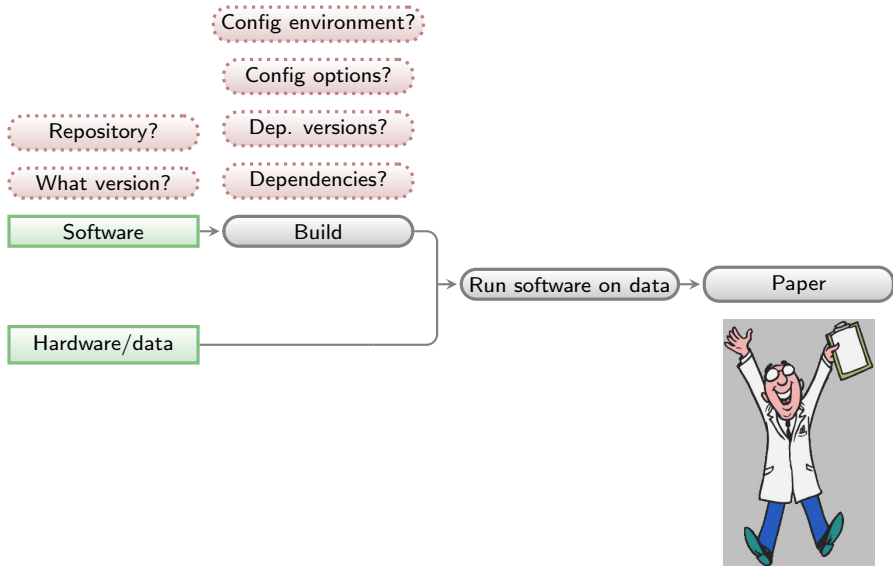 Config environment?
Config options?
Repository?
Dep. versions?
What version?
Dependencies?
Software
Build
Run software on data
Paper
Hardware/data